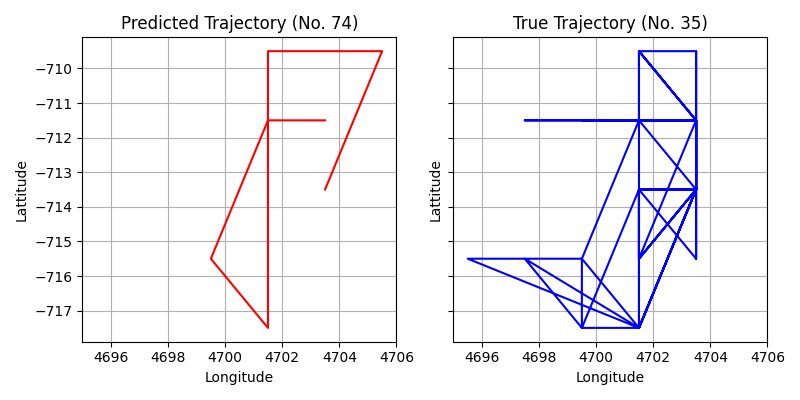 Predicted Trajectory (No. 74)
True Trajectory (No. 35)
−710
−711
−712
−713
−714
−715
−716
−717
Lattitude
Lattitude
4696 4698 4700 4702 4704 4706
4696 4698 4700 4702 4704 4706
Longitude
Longitude